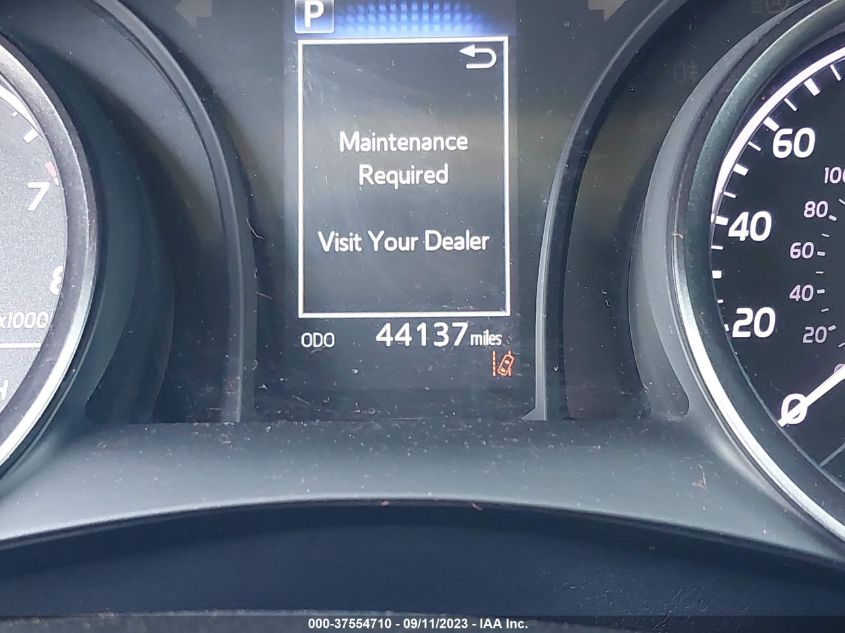 P
Maintenance
Required
Visit Your Dealer
ODO 44137 miles
7
8
x1000
H
60
40
20
0
100
80
60
40
20
000-37554710 - 09/11/2023 - IAA Inc.